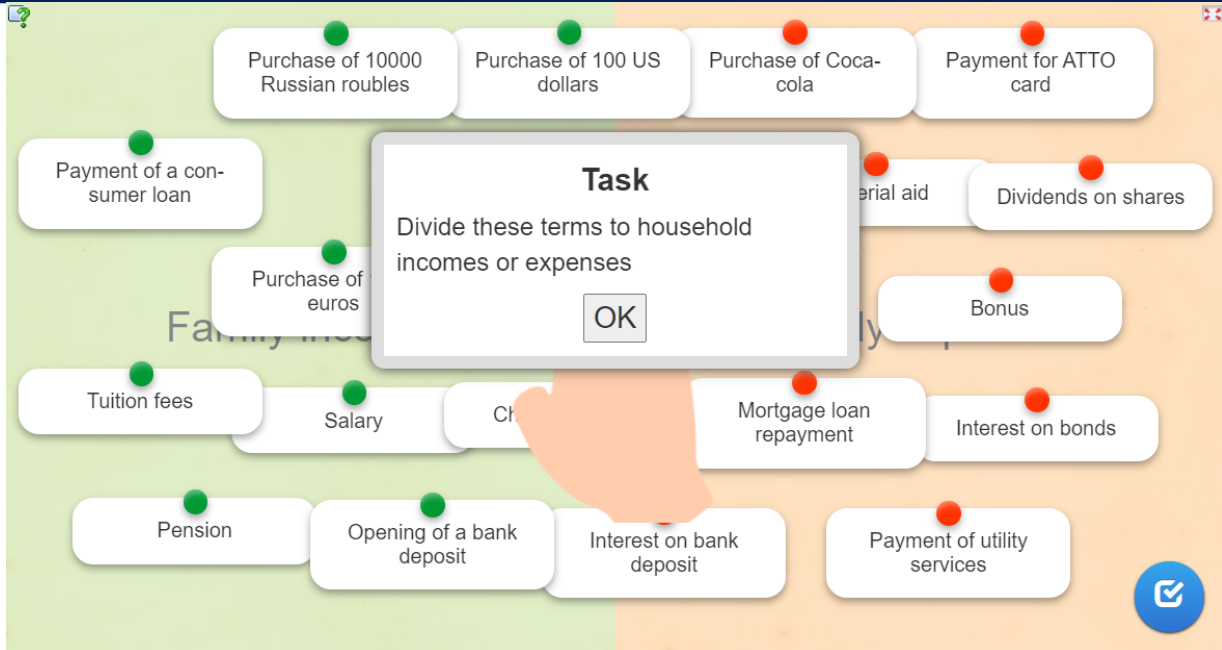 Purchase of 10000
Russian roubles
Purchase of 100 US
dollars
Purchase of Coca-
cola
Payment for ATTO
card
Payment of a con-
sumer loan
Task
Divide these terms to household
incomes or expenses
OK
aid
Dividends on shares
Purchase of
euros
Bonus
Tuition fees
Salary
Mortgage loan
repayment
Interest on bonds
Pension
Opening of a bank
deposit
Interest on bank
deposit
Payment of utility
services